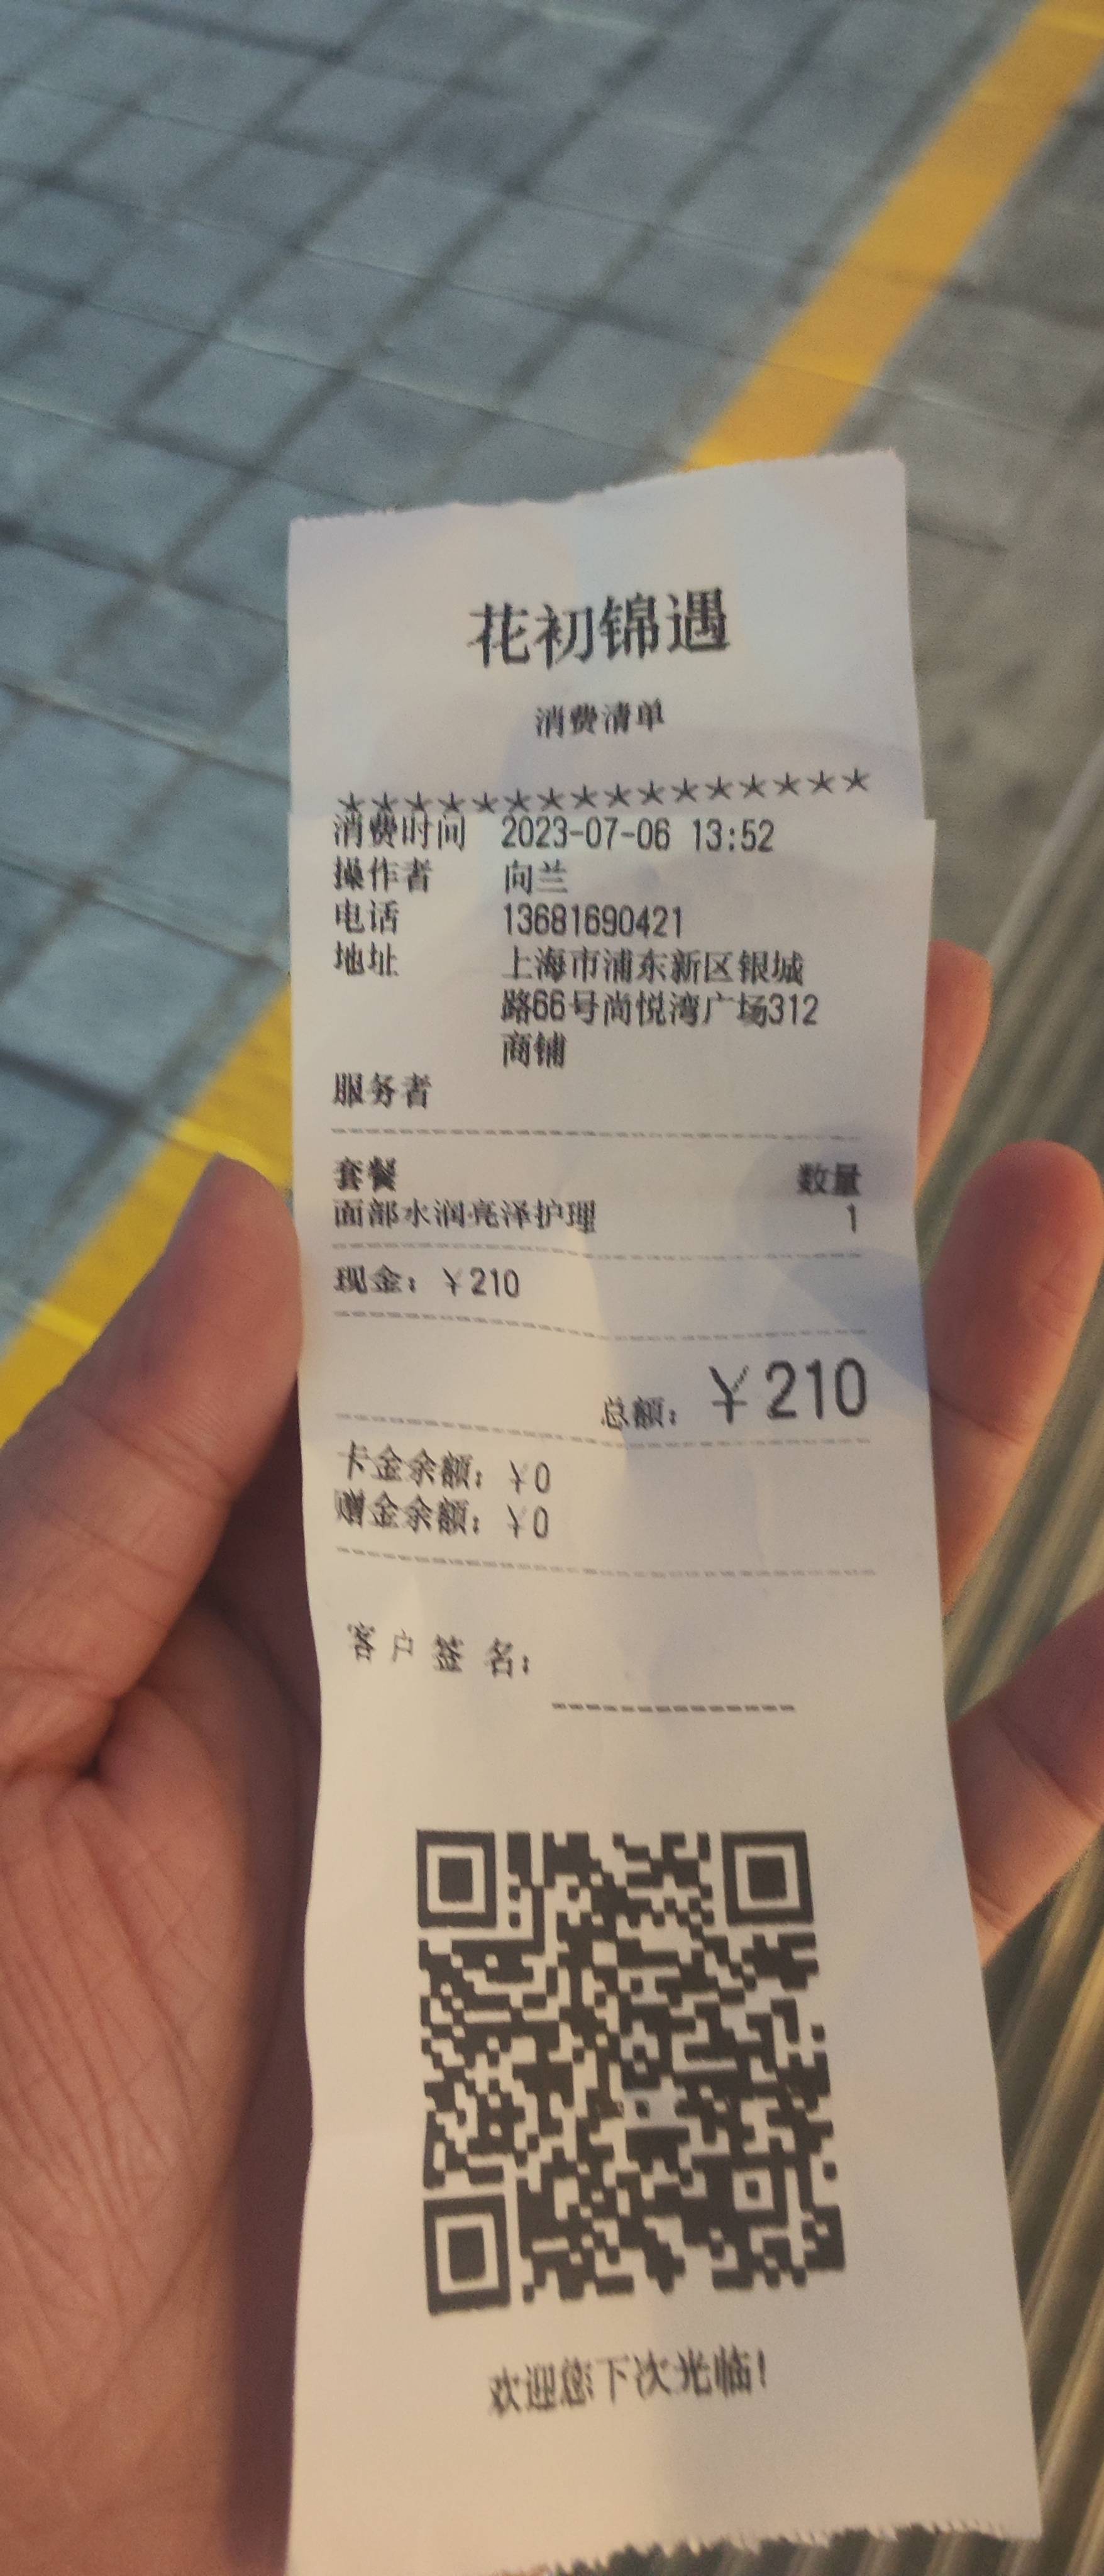 花初锦遇
消费清单
****************
消费时间 2023-07-06 13:52
操作者 向兰
电话 13681690421
地址 上海市浦东新区银城
路66号尚悦湾广场312
商铺
服务者
套餐 数量
面部水润亮泽护理 1
现金：￥210
总额：￥210
卡金余额：￥0
赠金余额：￥0
客户签名：
欢迎您下次光临！